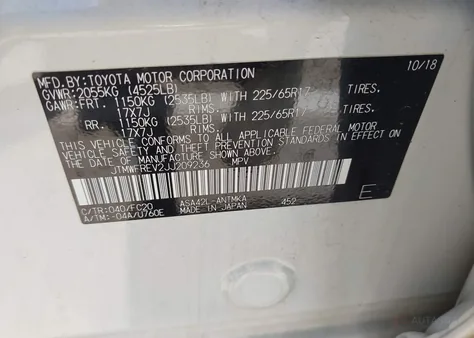 MFD.BY:TOYOTA MOTOR CORPORATION 10/18
GVWR:2055KG (4525LB)
GAWR:FRT. 1150KG (2535LB) WITH 225/65R17 TIRES.
17X7J RIMS.
RR. 1150KG (2535LB) WITH 225/65R17 TIRES.
17X7J RIMS.
THIS VEHICLE CONFORMS TO ALL APPLICABLE FEDERAL MOTOR
VEHICLE SAFETY AND THEFT PREVENTION STANDARDS IN EFFECT ON
THE DATE OF MANUFACTURE SHOWN ABOVE.
JTMWFREV2JJ209236 MPV
E
C/TR:040/FC20 ASA42L-ANTMKA 452
A/TM:-04A/U760E MADE IN JAPAN